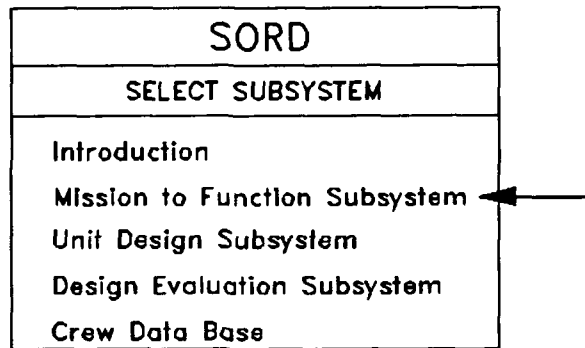 SORD
SELECT SUBSYSTEM
Introduction
Mission to Function Subsystem
Unit Design Subsystem
Design Evaluation Subsystem
Crew Data Base